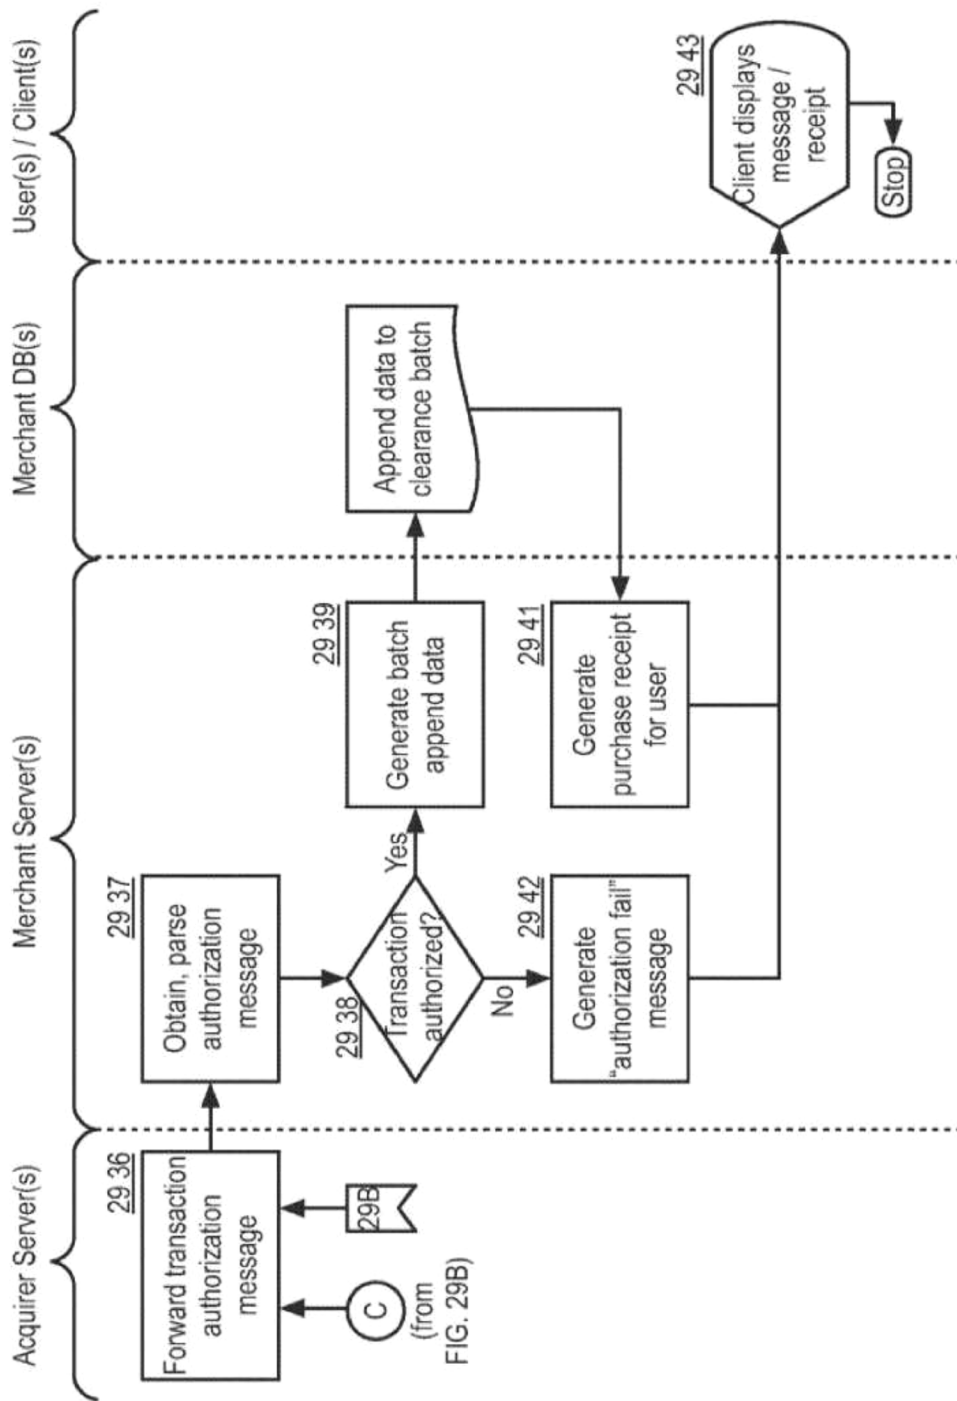 Acquirer Server(s)
Merchant Server(s)
Merchant DB(s)
User(s) / Client(s)
29 36
Forward transaction
authorization
message
C
(from
FIG. 29B)
29B
29 37
Obtain, parse
authorization
message
29 38
Transaction
authorized?
Yes
No
29 39
Generate batch
append data
Append data to
clearance batch
29 41
Generate
purchase receipt
for user
29 42
Generate
“authorization fail”
message
29 43
Client displays
message /
receipt
Stop